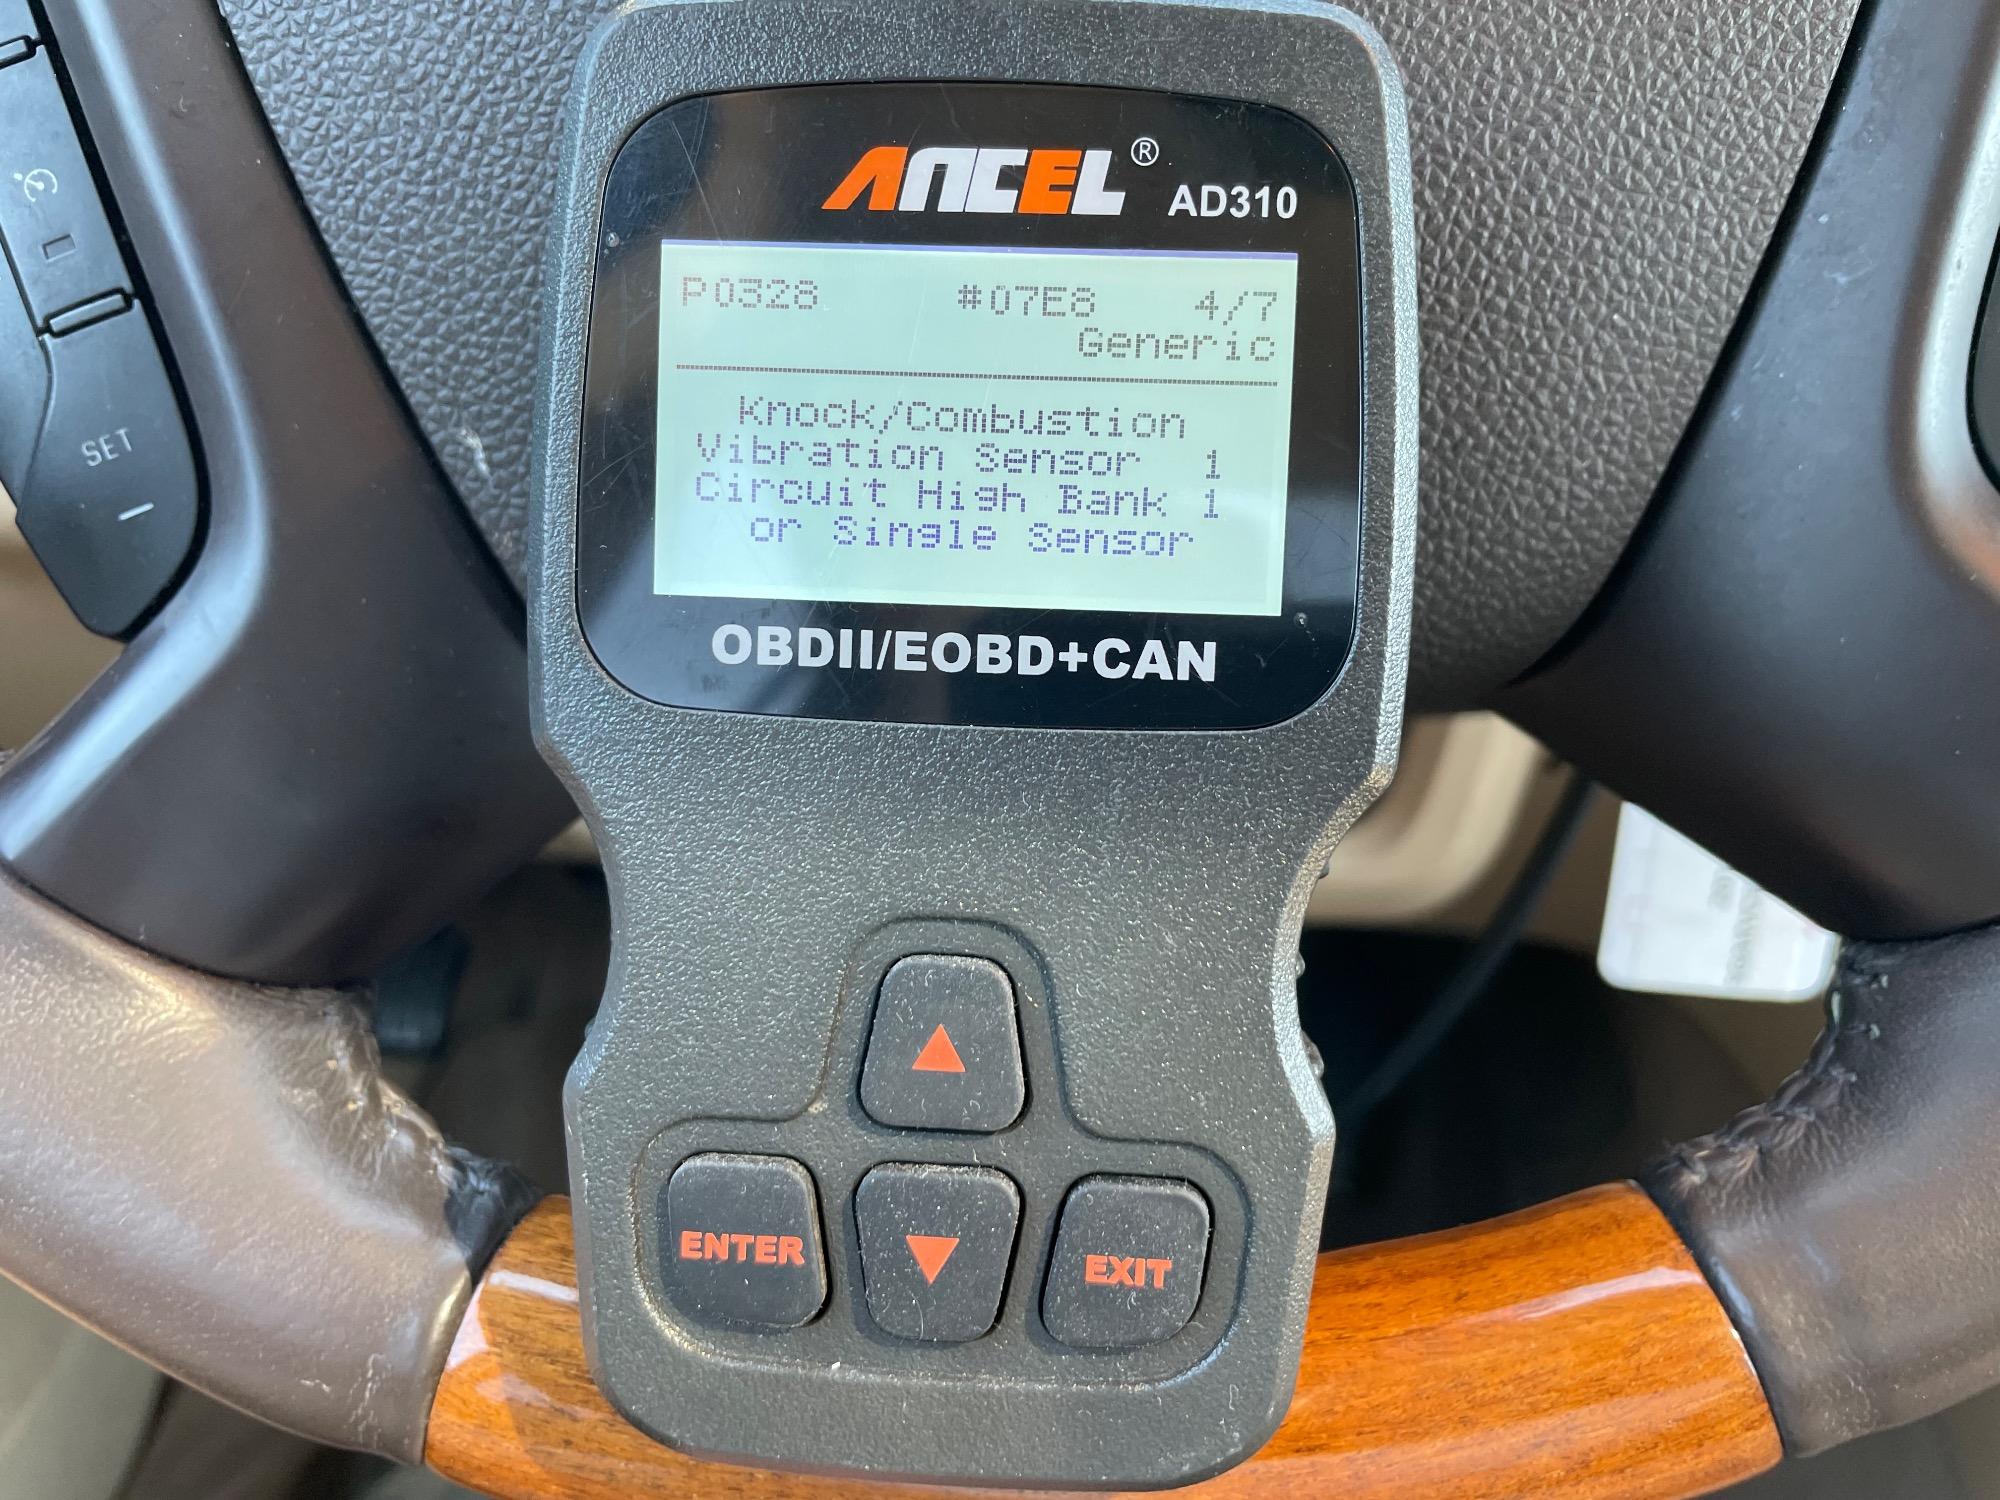 SET
ANCEL® AD310
P0328 #07E8 4/7
Generic
Knock/Combustion
Vibration Sensor 1
Circuit High Bank 1
or Single Sensor
OBDII/EOBD+CAN
ENTER
EXIT